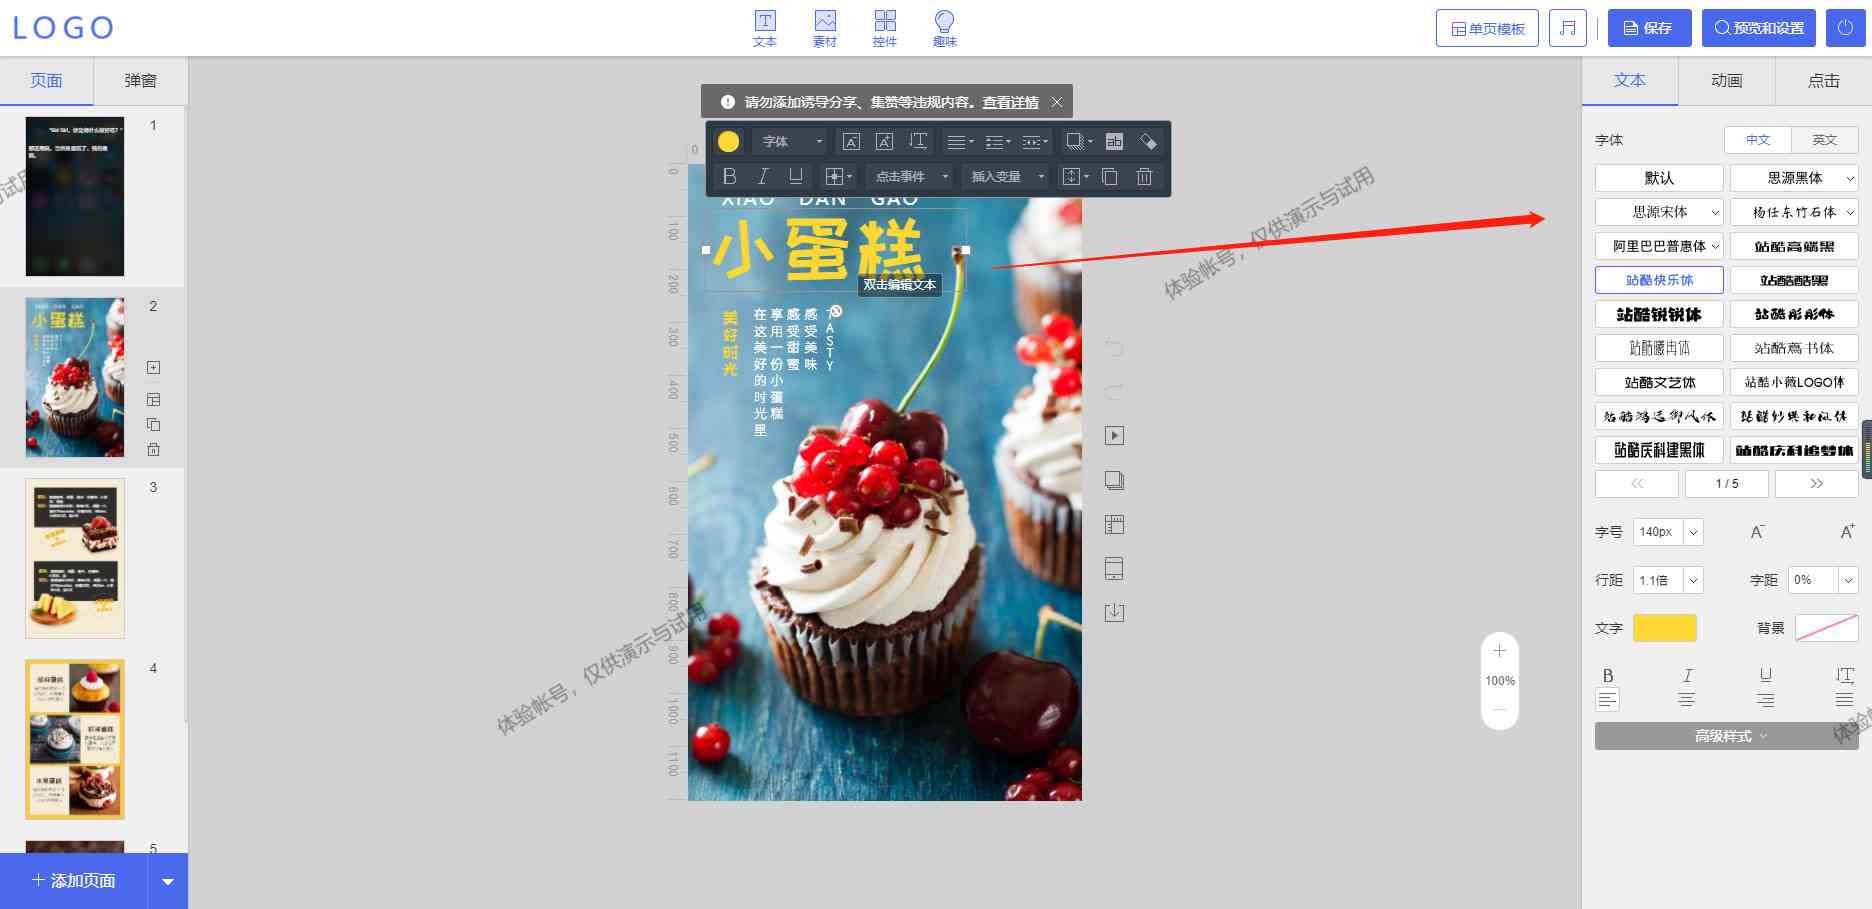 LOGO
文本
素材
控件
趣味
单页模板
保存
预览和设置
页面
弹窗
1
2
小蛋糕
3
4
5
添加页面
请勿添加诱导分享、集赞等违规内容。查看详情
字体
B I U
点击事件
插入变量
0
0
100
200
300
400
500
600
700
800
900
1000
1100
XIAO DAN GAO
小蛋糕
双击编辑文本
美好时光
在这美好的时光里
享用一份小蛋糕
感受甜蜜
感受美味
TASTY
体验帐号，仅供演示与试用
体验帐号，仅供演示与试用
100%
文本
动画
点击
字体
中文
英文
默认
思源黑体
思源宋体
杨任东竹石体
阿里巴巴普惠体
站酷高端黑
站酷快乐体
站酷酷黑
站酷锐锐体
站酷彤彤体
站酷曦冉体
站酷意书体
站酷文艺体
站酷小薇LOGO体
站酷鸿运御风体
站酷妙典和风体
站酷庆科建黑体
站酷庆科追梦体
1 / 5
字号
140px
A-
A+
行距
1.1倍
字距
0%
文字
背景
B I U
高级样式